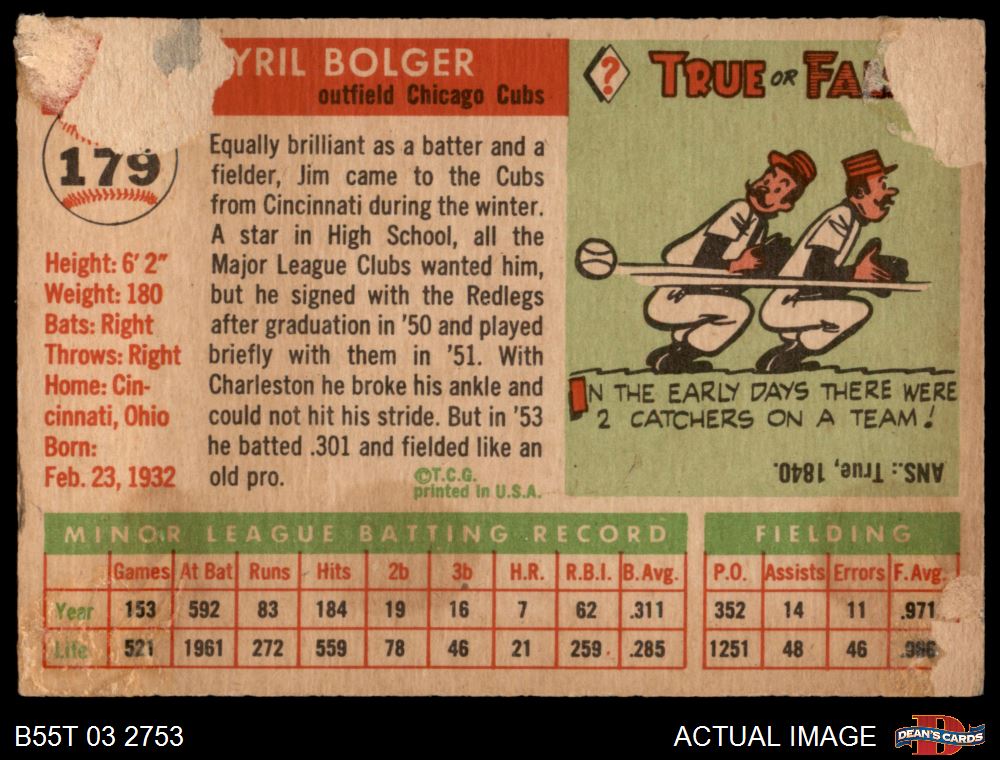 YRIL BOLGER
outfield Chicago Cubs
179
Height: 6' 2"
Weight: 180
Bats: Right
Throws: Right
Home: Cin-
cinnati, Ohio
Born:
Feb. 23, 1932
Equally brilliant as a batter and a
fielder, Jim came to the Cubs
from Cincinnati during the winter.
A star in High School, all the
Major League Clubs wanted him,
but he signed with the Redlegs
after graduation in '50 and played
briefly with them in '51. With
Charleston he broke his ankle and
could not hit his stride. But in '53
he batted .301 and fielded like an
old pro.
©T.C.G.
printed in U.S.A.
?
TRUE OR FA
IN THE EARLY DAYS THERE WERE
2 CATCHERS ON A TEAM!
ANS.: True, 1840.
MINOR LEAGUE BATTING RECORD
Games At Bat Runs Hits 2b 3b H.R. R.B.I. B.Avg.
Year 153 592 83 184 19 16 7 62 .311
Life 521 1961 272 559 78 46 21 259 .285
FIELDING
P.O. Assists Errors F.Avg.
352 14 11 .971
1251 48 46
B55T 03 2753
ACTUAL IMAGE
DEAN'S CARDS